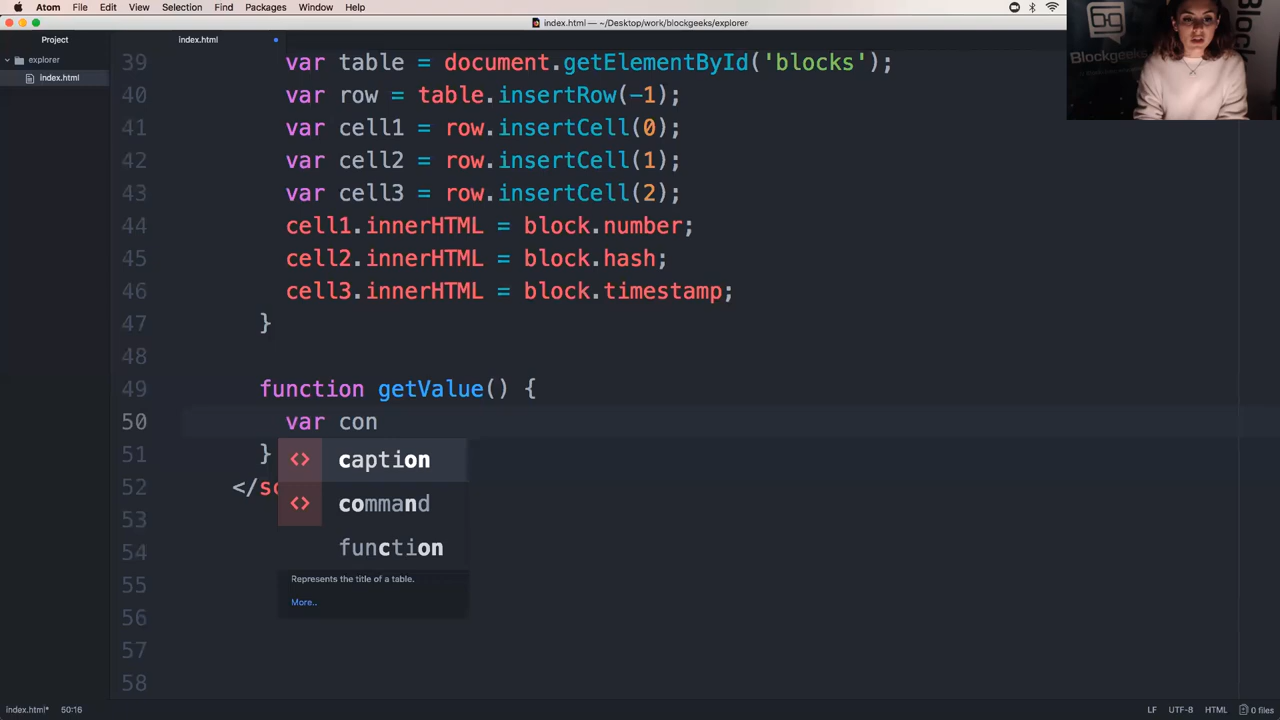 Atom File Edit View Selection Find Packages Window Help
index.html — ~/Desktop/work/blockgeeks/explorer
Project
index.html
explorer
index.html
39 var table = document.getElementById('blocks');
40 var row = table.insertRow(-1);
41 var cell1 = row.insertCell(0);
42 var cell2 = row.insertCell(1);
43 var cell3 = row.insertCell(2);
44 cell1.innerHTML = block.number;
45 cell2.innerHTML = block.hash;
46 cell3.innerHTML = block.timestamp;
47 }
48
49 function getValue() {
50 var con
51 }
caption
52 </sc
command
53
54
function
55
Represents the title of a table.
More..
56
57
58
index.html* 50:16
LF UTF-8 HTML 0 files
Blockgeeks
Block